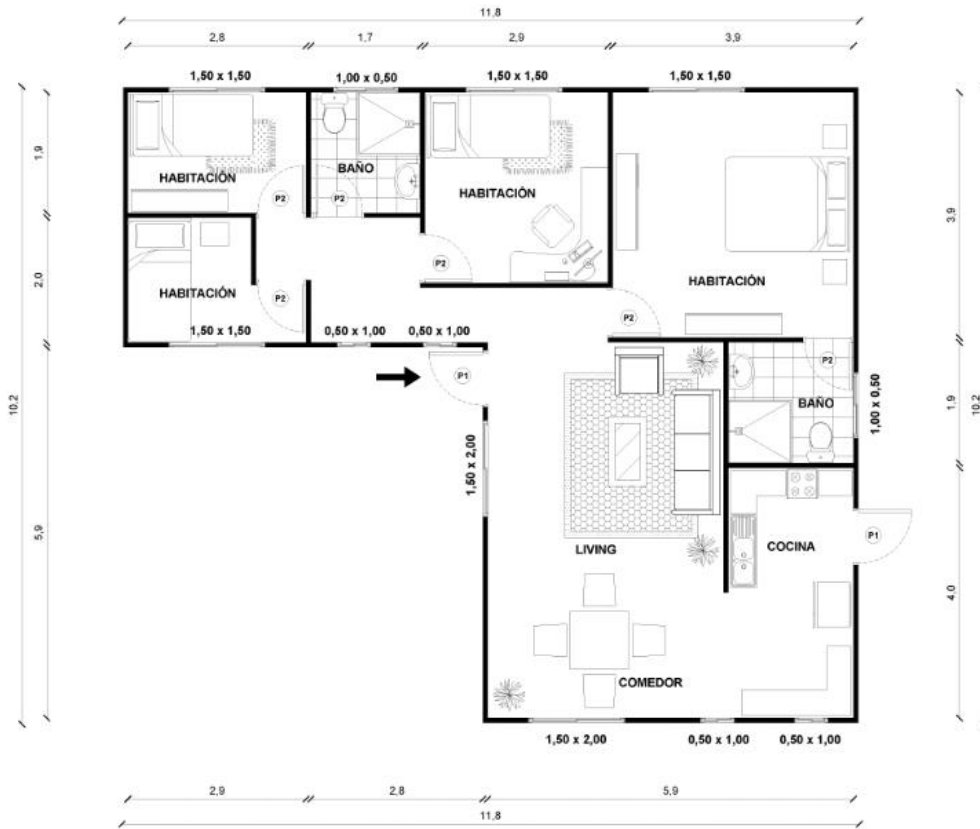 11,8
2,8
1,7
2,9
3,9
1,50 x 1,50
1,00 x 0,50
1,50 x 1,50
1,50 x 1,50
1,9
HABITACIÓN
BAÑO
HABITACIÓN
P2
P2
3,9
2,0
HABITACIÓN
P2
P2
HABITACIÓN
P2
1,50 x 1,50
0,50 x 1,00
0,50 x 1,00
P1
P2
BAÑO
1,00 x 0,50
1,9
10,2
10,2
1,50 x 2,00
5,9
LIVING
COCINA
P1
4,0
COMEDOR
1,50 x 2,00
0,50 x 1,00
0,50 x 1,00
2,9
2,8
5,9
11,8